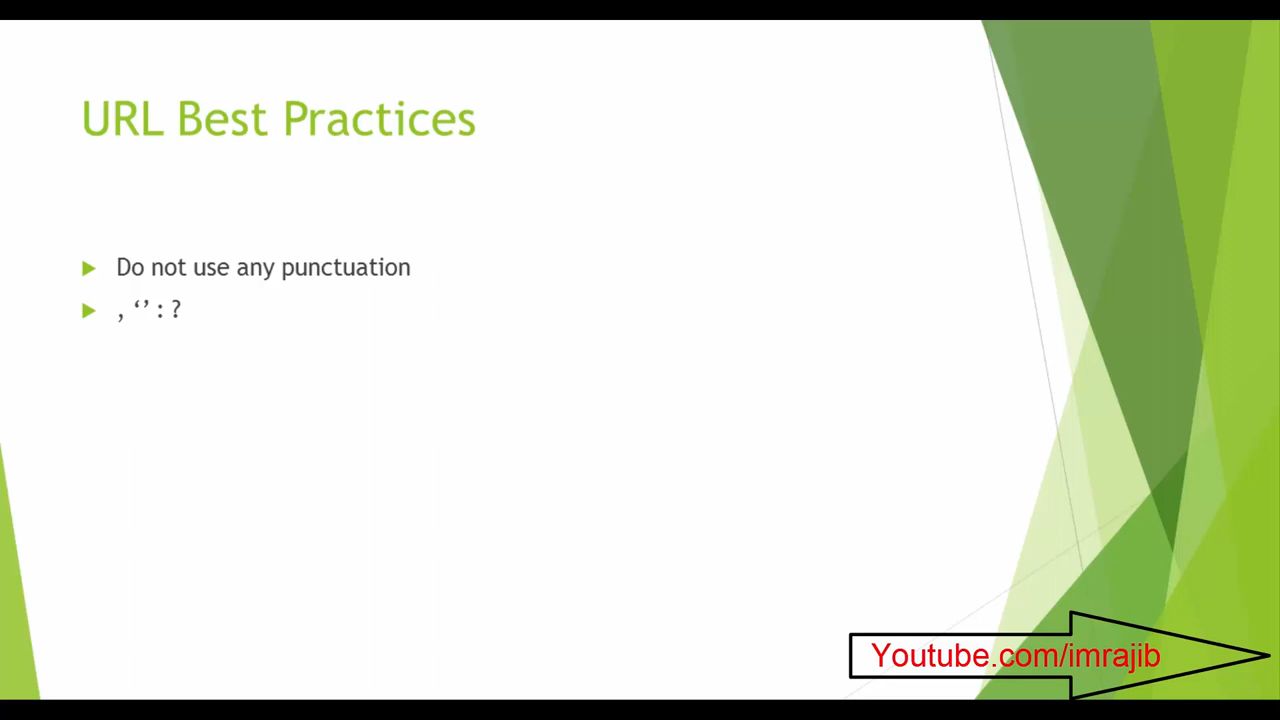 URL Best Practices
Do not use any punctuation
, ‘’ : ?
Youtube.com/imrajib